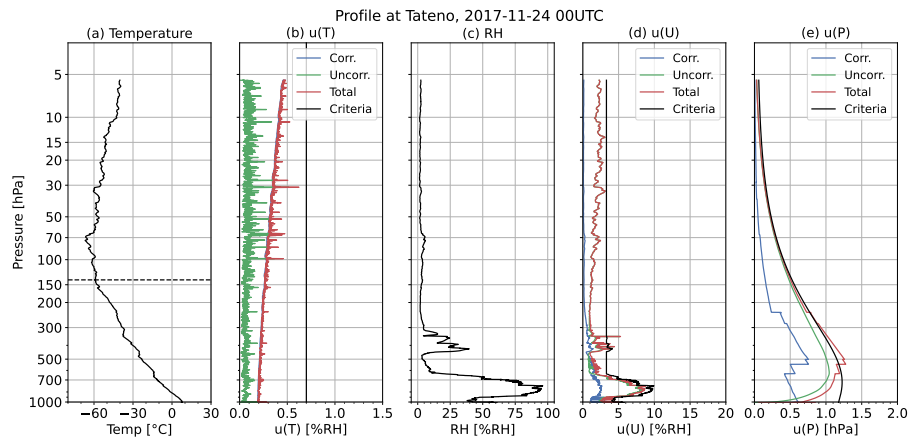 Profile at Tateno, 2017-11-24 00UTC
(a) Temperature
(b) u(T)
(c) RH
(d) u(U)
(e) u(P)
Pressure [hPa]
5
10
15
20
30
50
70
100
150
200
300
500
700
1000
−60 −30 0 30
Temp [°C]
Corr.
Uncorr.
Total
Criteria
0.0 0.5 1.0 1.5
u(T) [%RH]
0 25 50 75 100
RH [%RH]
Corr.
Uncorr.
Total
Criteria
0 5 10 15 20
u(U) [%RH]
Corr.
Uncorr.
Total
Criteria
0.0 0.5 1.0 1.5 2.0
u(P) [hPa]